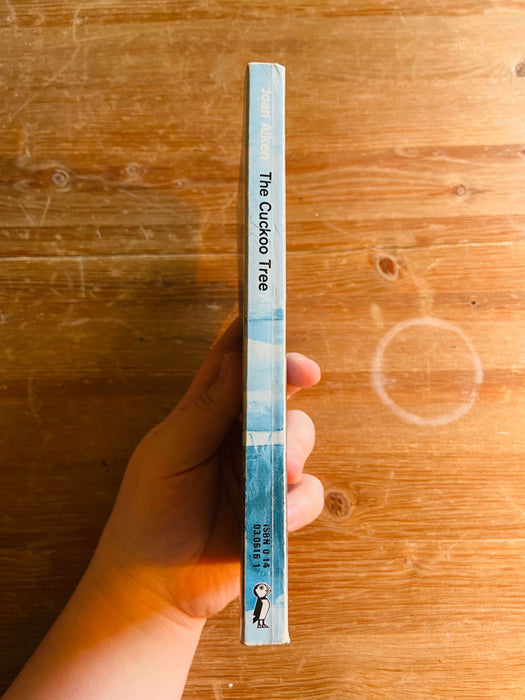 Joan Aiken The Cuckoo Tree
ISBN 0 14
03.0616 1